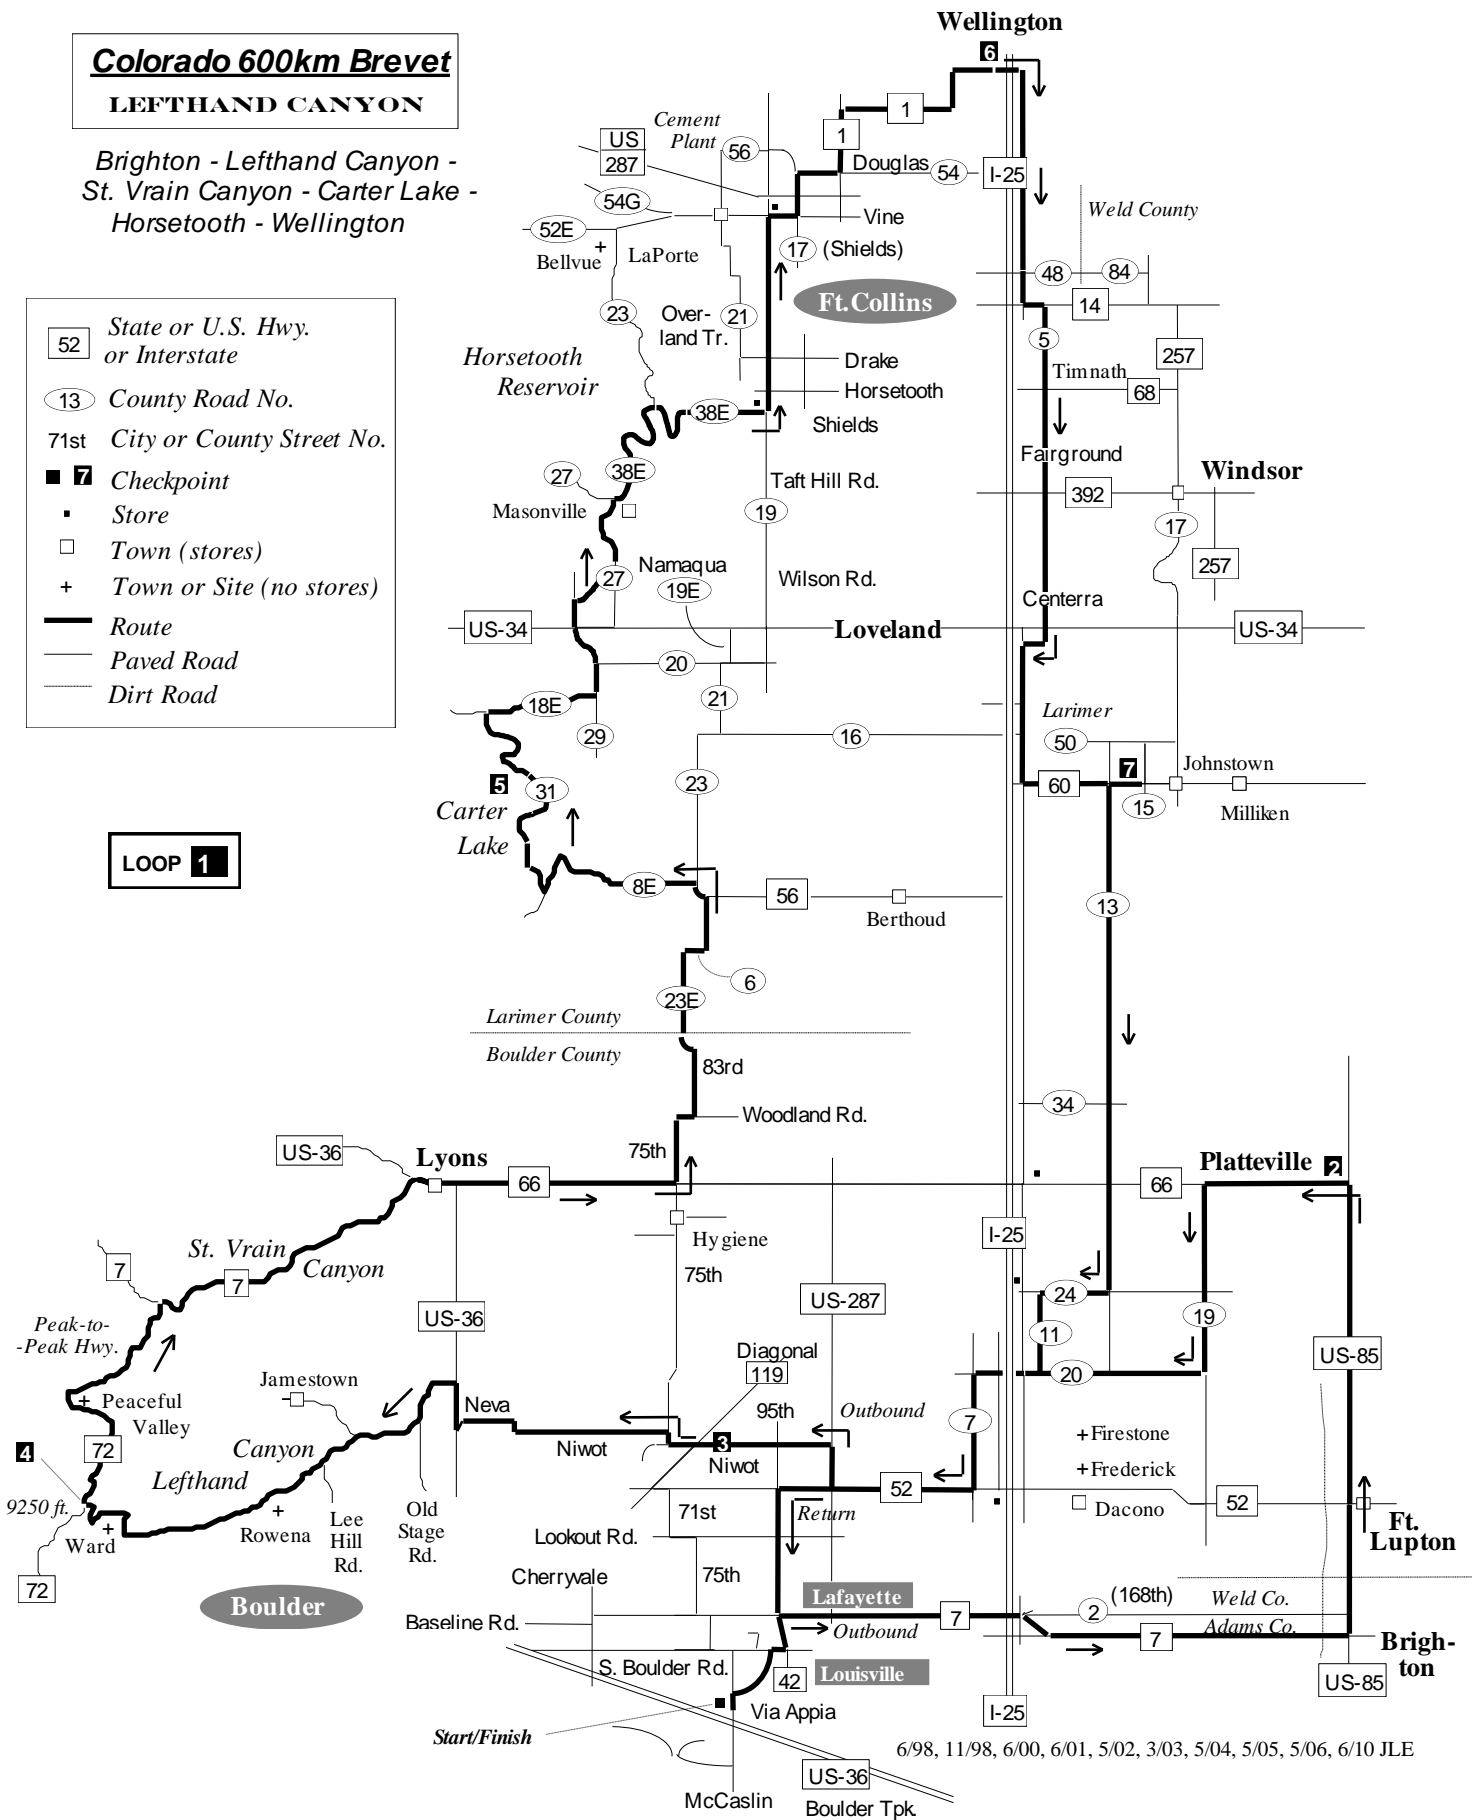 Wellington
6
Colorado 600km Brevet
LEFTHAND CANYON
Brighton - Lefthand Canyon -
St. Vrain Canyon - Carter Lake -
Horsetooth - Wellington
1
1
Cement
Plant
US
287
56
Douglas
54
I-25
54G
Weld County
Vine
52E
Bellvue
LaPorte
17
(Shields)
48
84
Ft.Collins
14
23
Over-
land Tr.
21
5
257
52
State or U.S. Hwy.
or Interstate
13
County Road No.
71st
City or County Street No.
7
Checkpoint
Store
Town (stores)
Town or Site (no stores)
Route
Paved Road
Dirt Road
Horsetooth
Reservoir
Drake
Horsetooth
Timnath
68
38E
Shields
Fairground
Windsor
38E
27
Taft Hill Rd.
392
Masonville
19
17
257
27
Namaqua
19E
Wilson Rd.
Centerra
US-34
Loveland
US-34
20
21
18E
29
16
Larimer
50
5
31
23
7
Johnstown
60
15
Milliken
Carter
Lake
LOOP 1
8E
56
Berthoud
13
6
23E
Larimer County
Boulder County
83rd
Woodland Rd.
34
75th
US-36
Lyons
66
Platteville
2
66
Hygiene
St. Vrain
Canyon
7
7
75th
I-25
US-287
US-36
24
19
11
Peak-to-
-Peak Hwy.
Diagonal
119
US-85
20
Jamestown
Peaceful
Valley
Neva
95th
Outbound
7
72
4
Canyon
Lefthand
Niwot
3
Niwot
Firestone
Frederick
52
Dacono
52
9250 ft.
Ward
Rowena
Lee
Hill
Rd.
Old
Stage
Rd.
71st
Return
Lookout Rd.
Ft.
Lupton
72
Boulder
Cherryvale
75th
Lafayette
2
(168th)
Weld Co.
Adams Co.
Baseline Rd.
7
Outbound
7
Brigh-
ton
S. Boulder Rd.
42
Louisville
US-85
Via Appia
I-25
Start/Finish
6/98, 11/98, 6/00, 6/01, 5/02, 3/03, 5/04, 5/05, 5/06, 6/10 JLE
US-36
McCaslin
Boulder Tpk.